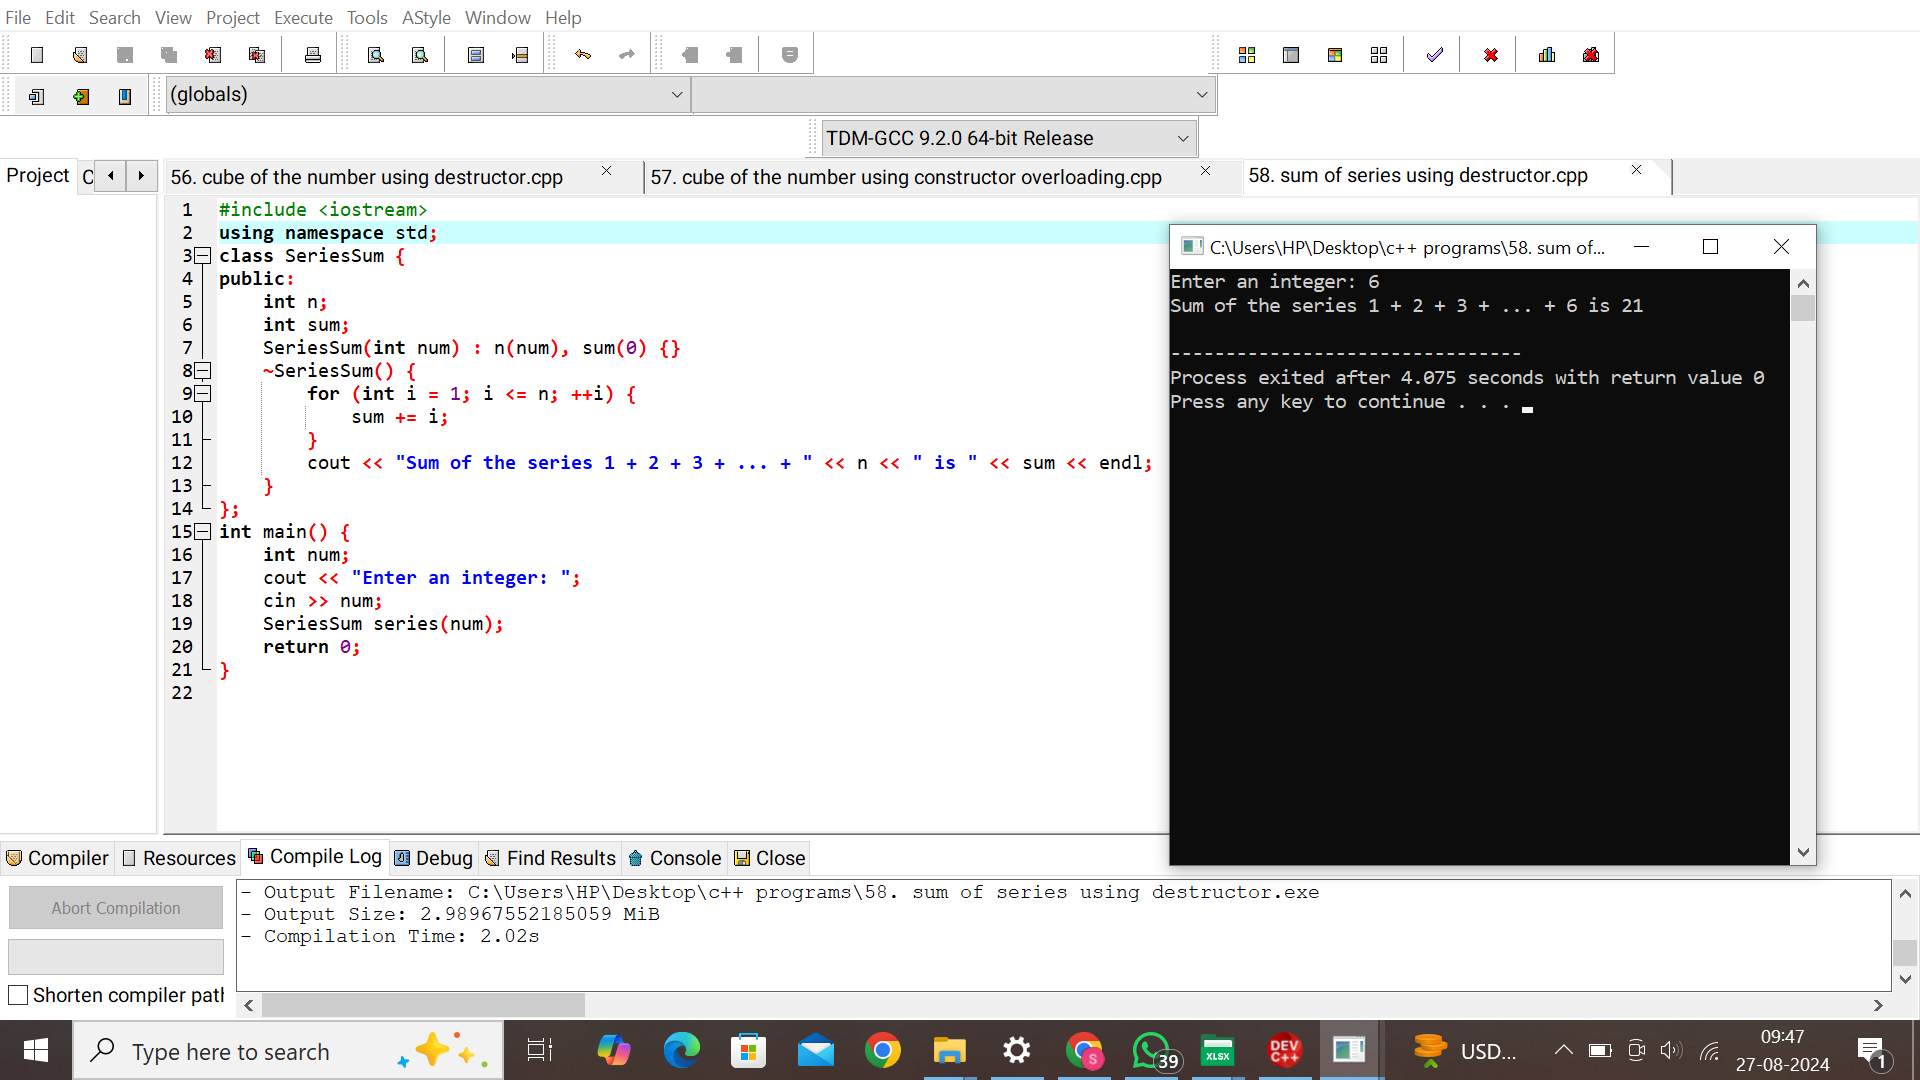 File Edit Search View Project Execute Tools AStyle Window Help
(globals)
TDM-GCC 9.2.0 64-bit Release
Project C
56. cube of the number using destructor.cpp
57. cube of the number using constructor overloading.cpp
58. sum of series using destructor.cpp
1 #include <iostream>
2 using namespace std;
3 class SeriesSum {
4 public:
5 int n;
6 int sum;
7 SeriesSum(int num) : n(num), sum(0) {}
8 ~SeriesSum() {
9 for (int i = 1; i <= n; ++i) {
10 sum += i;
11 }
12 cout << "Sum of the series 1 + 2 + 3 + ... + " << n << " is " << sum << endl;
13 }
14 };
15 int main() {
16 int num;
17 cout << "Enter an integer: ";
18 cin >> num;
19 SeriesSum series(num);
20 return 0;
21 }
22
C:\Users\HP\Desktop\c++ programs\58. sum of...
Enter an integer: 6
Sum of the series 1 + 2 + 3 + ... + 6 is 21
--------------------------------
Process exited after 4.075 seconds with return value 0
Press any key to continue . . .
Compiler Resources Compile Log Debug Find Results Console Close
Abort Compilation
Shorten compiler path
- Output Filename: C:\Users\HP\Desktop\c++ programs\58. sum of series using destructor.exe
- Output Size: 2.98967552185059 MiB
- Compilation Time: 2.02s
Type here to search
S
39
XLSX
DEV
C++
USD...
09:47
27-08-2024
1